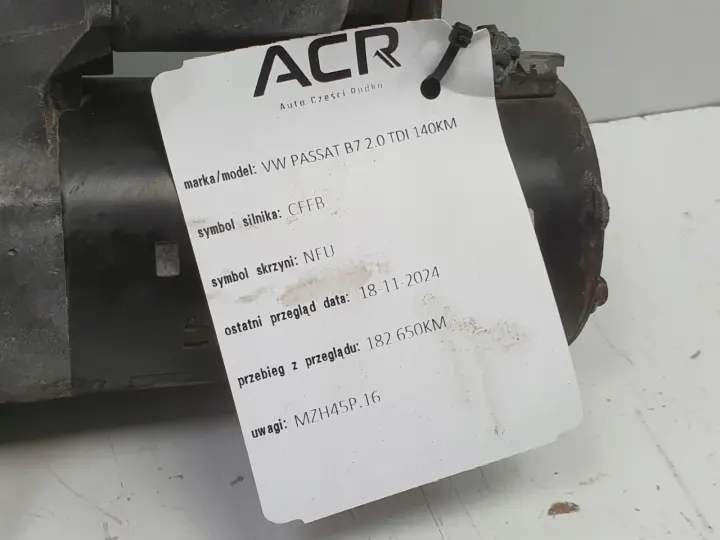 ACR
Auto Części Rudko
marka/model: VW PASSAT B7 2.0 TDI 140KM
symbol silnika: CFFB
symbol skrzyni: NFU
ostatni przegląd data: 18-11-2024
przebieg z przeglądu: 182 650KM
uwagi: MZH45P.16